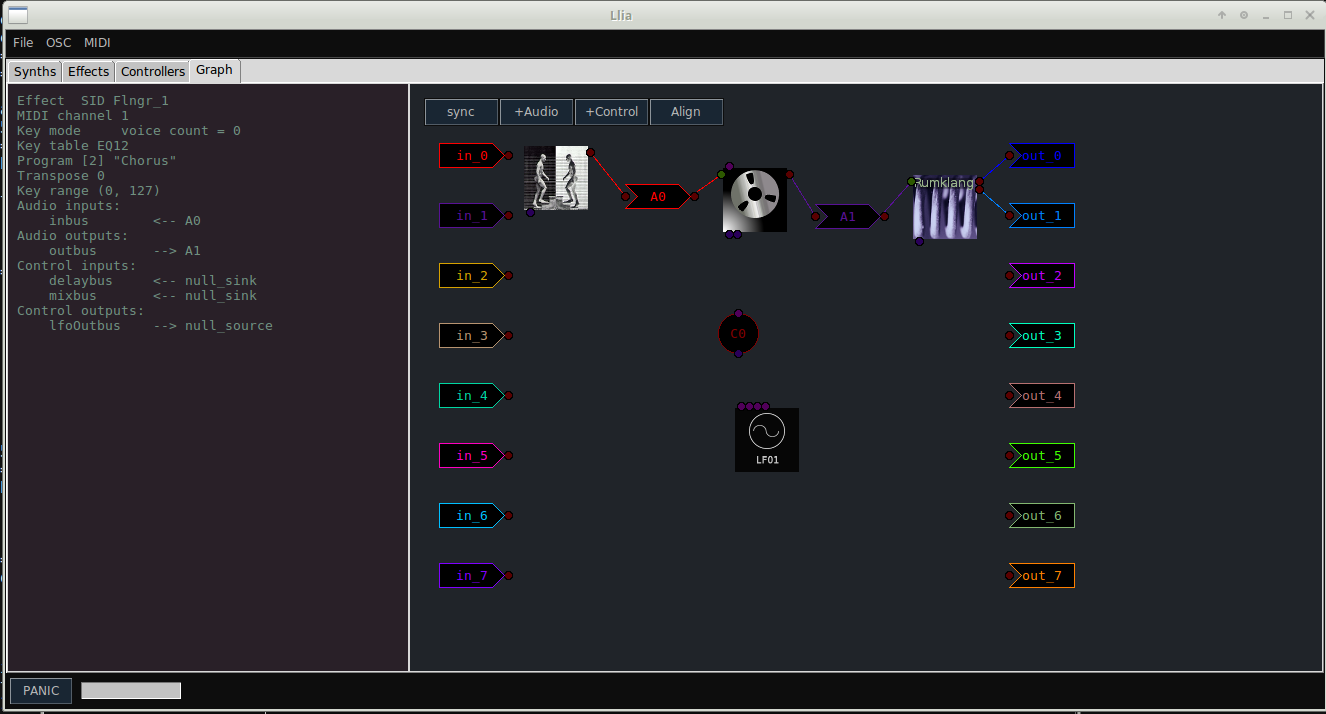 Llia
File OSC MIDI
Synths Effects Controllers Graph
Effect  SID Flngr_1
MIDI channel 1
Key mode     voice count = 0
Key table EQ12
Program [2] "Chorus"
Transpose 0
Key range (0, 127)
Audio inputs:
    inbus        <-- A0
Audio outputs:
    outbus       --> A1
Control inputs:
    delaybus     <-- null_sink
    mixbus       <-- null_sink
Control outputs:
    lfoOutbus    --> null_source
sync +Audio +Control Align
in_0 out_0
Rumklang
A0
in_1 A1 out_1
in_2 out_2
in_3 C0 out_3
in_4 out_4
in_5 LFO1 out_5
in_6 out_6
in_7 out_7
PANIC